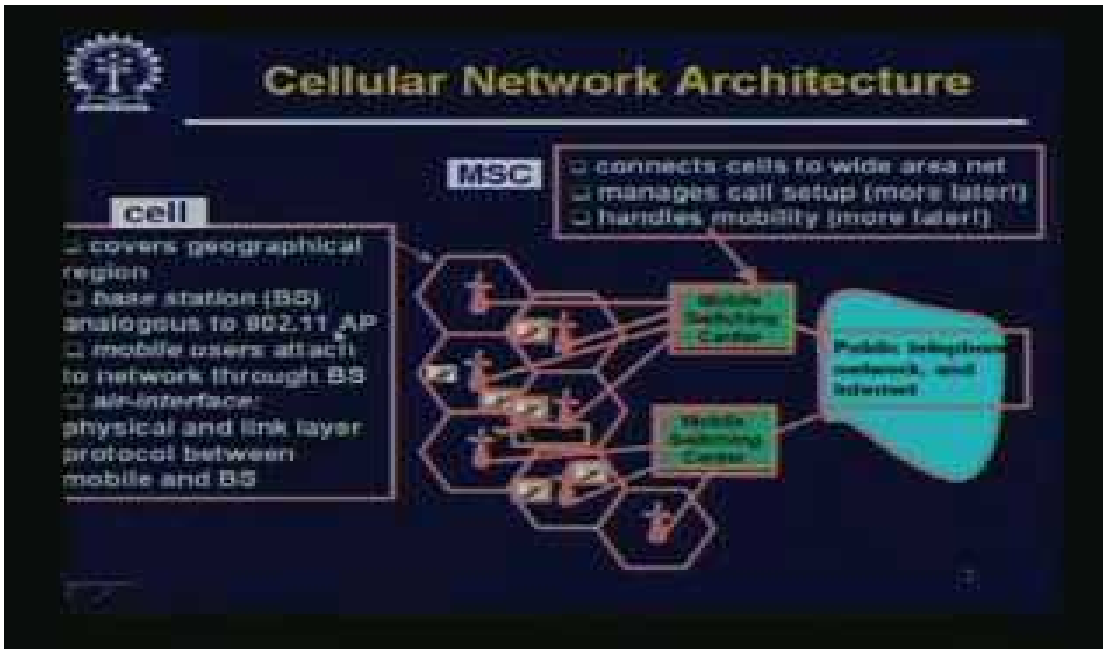 Cellular Network Architecture
MSC
❑ connects cells to wide area net
❑ manages call setup (more later!)
❑ handles mobility (more later!)
cell
❑ covers geographical
region
❑ base station (BS)
analogous to 802.11 AP
❑ mobile users attach
to network through BS
❑ air-interface:
physical and link layer
protocol between
mobile and BS
Mobile
Switching
Center
Public telephone
network, and
Internet
Mobile
Switching
Center